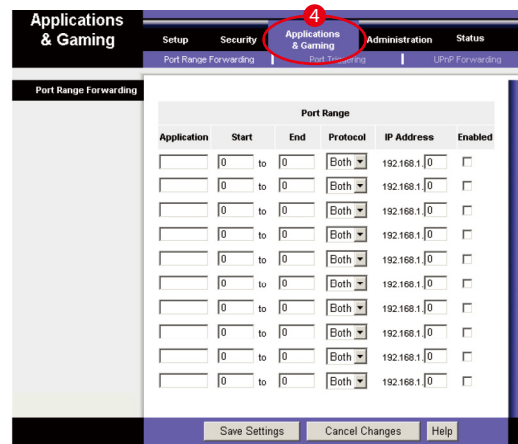 Applications
& Gaming
4
Setup Security Applications & Gaming Administration Status
Port Range Forwarding Port Triggering UPnP Forwarding
Port Range Forwarding
Port Range
Application Start End Protocol IP Address Enabled
0 to 0 Both 192.168.1. 0
0 to 0 Both 192.168.1. 0
0 to 0 Both 192.168.1. 0
0 to 0 Both 192.168.1. 0
0 to 0 Both 192.168.1. 0
0 to 0 Both 192.168.1. 0
0 to 0 Both 192.168.1. 0
0 to 0 Both 192.168.1. 0
0 to 0 Both 192.168.1. 0
0 to 0 Both 192.168.1. 0
Save Settings Cancel Changes Help